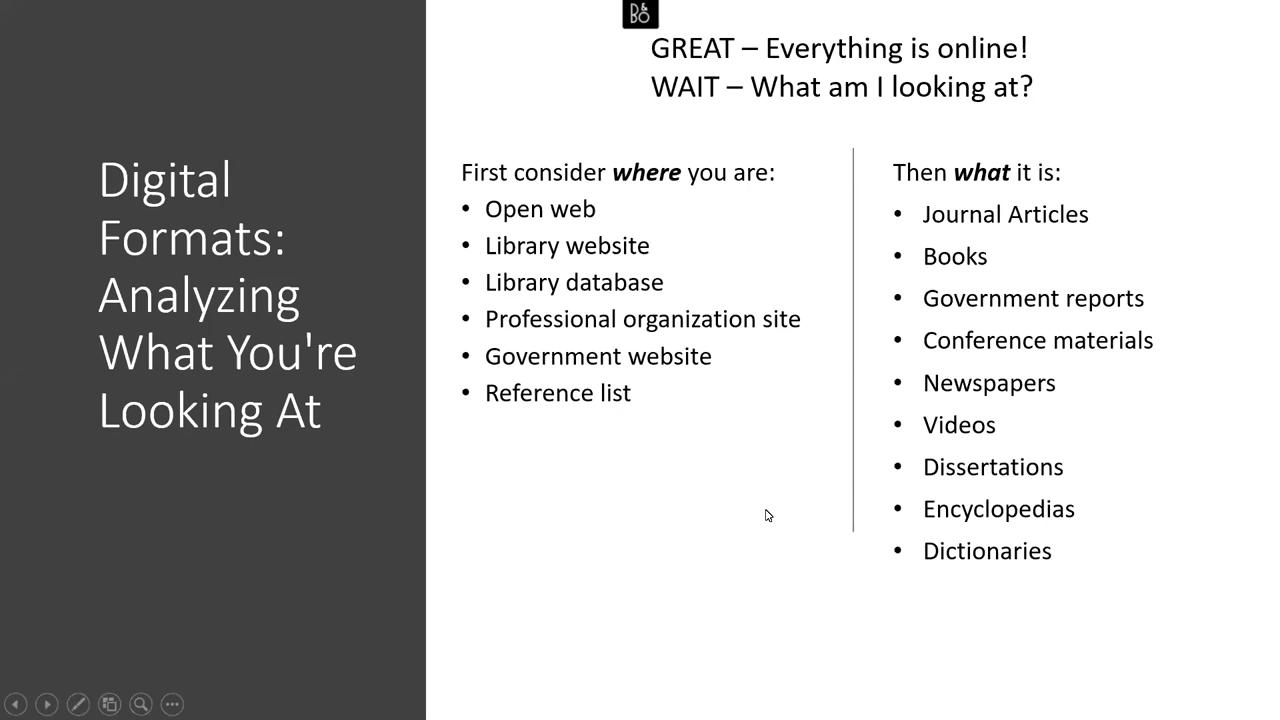 B&
BO
GREAT – Everything is online!
WAIT – What am I looking at?
Digital
Formats:
Analyzing
What You're
Looking At
First consider where you are:
• Open web
• Library website
• Library database
• Professional organization site
• Government website
• Reference list
Then what it is:
• Journal Articles
• Books
• Government reports
• Conference materials
• Newspapers
• Videos
• Dissertations
• Encyclopedias
• Dictionaries